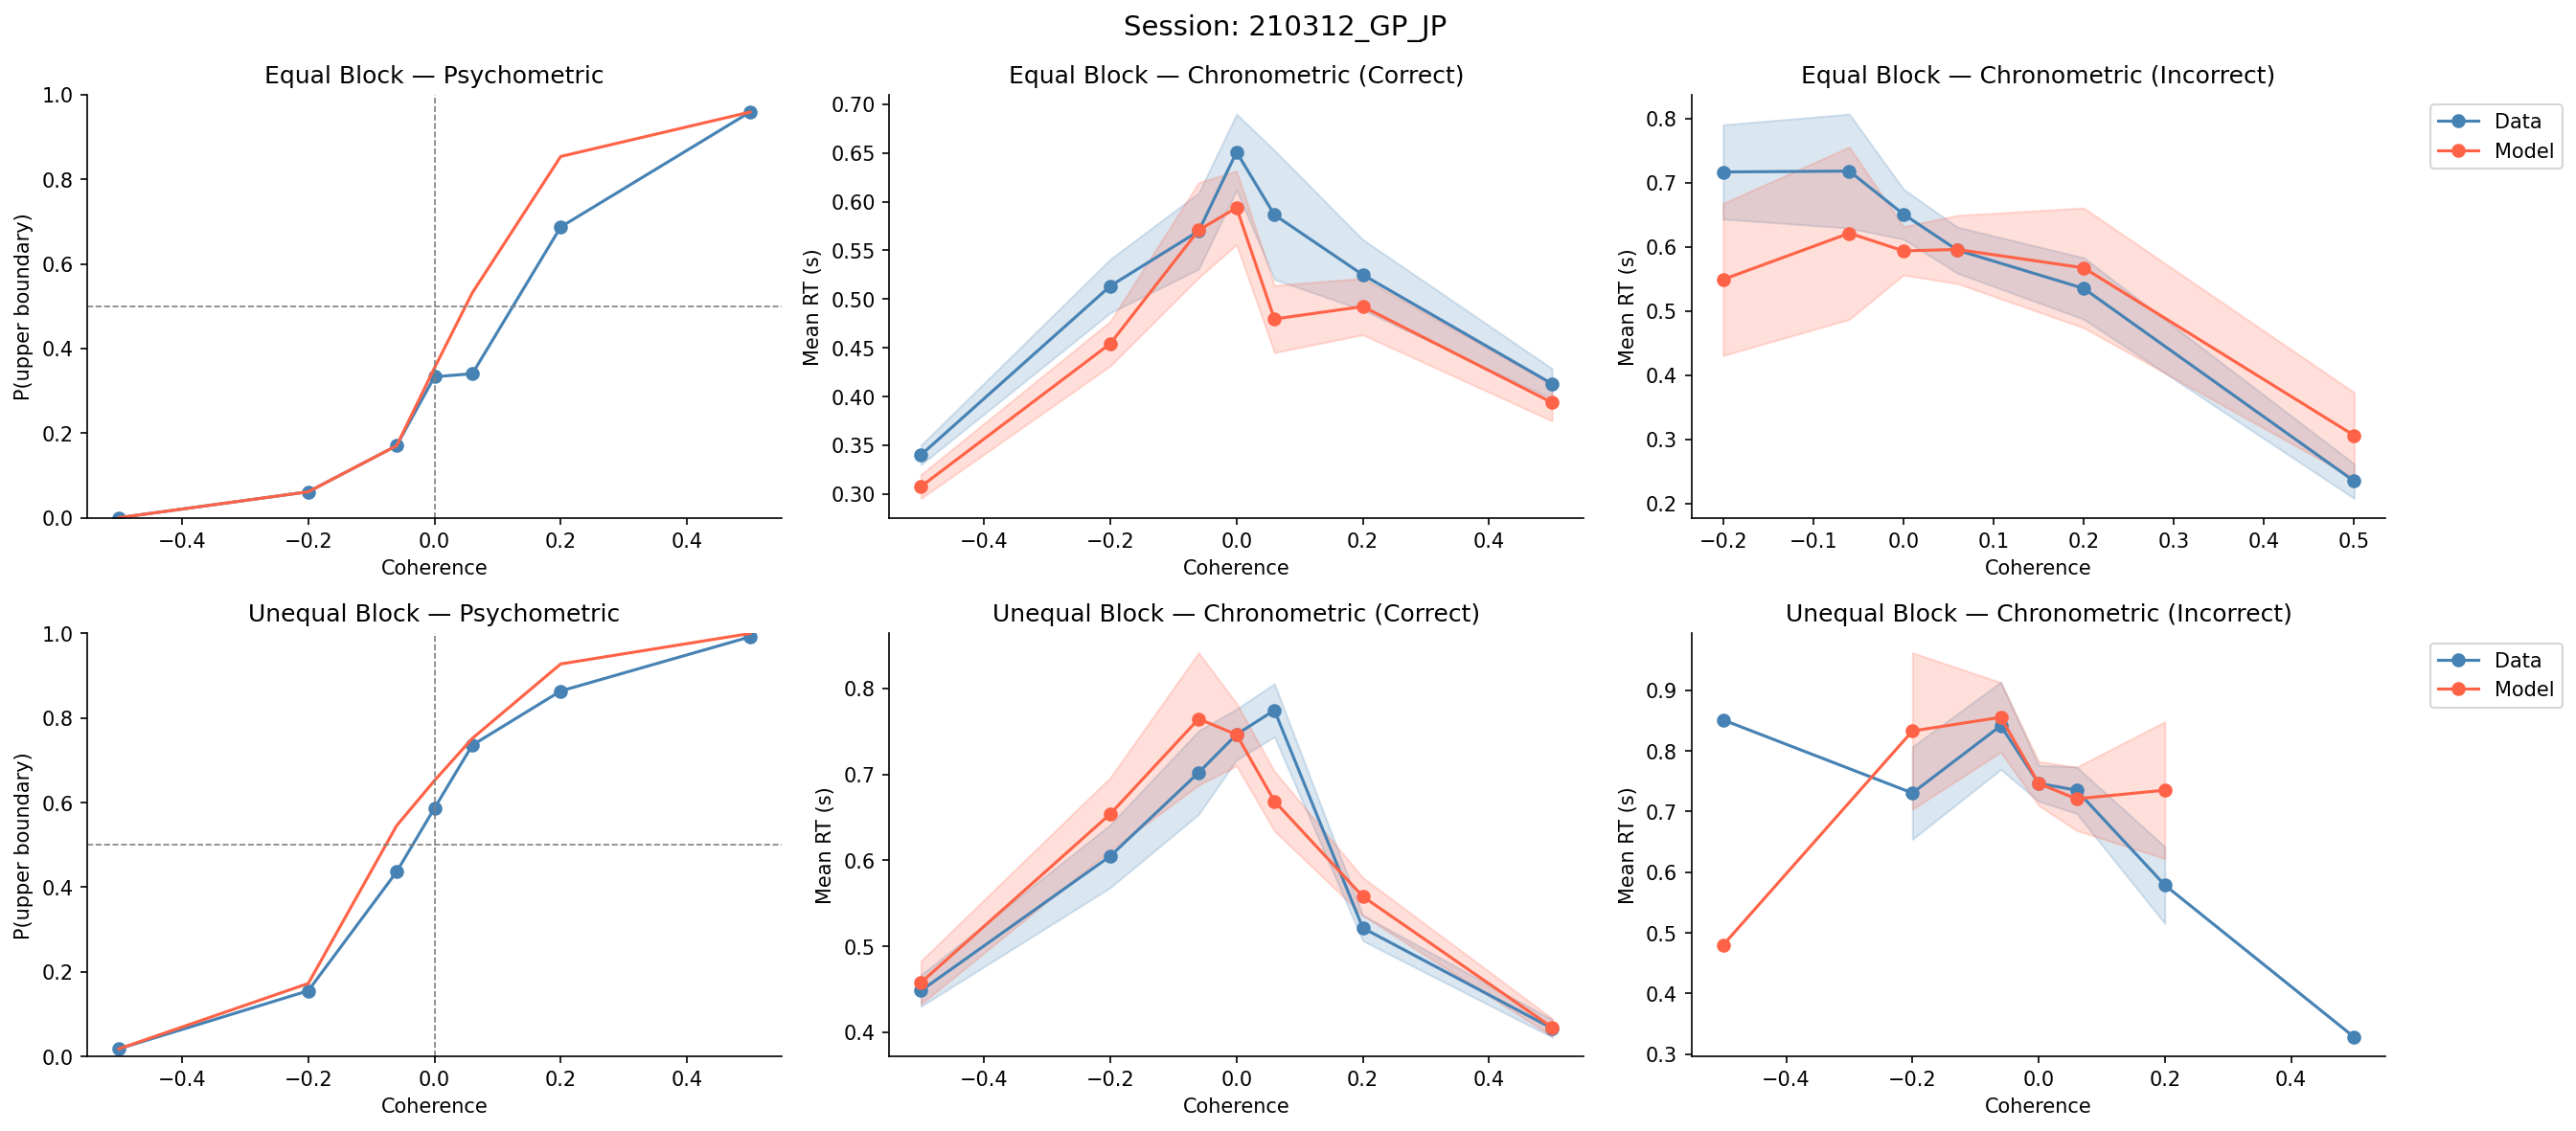 Session: 210312_GP_JP
Equal Block — Psychometric
P(upper boundary)
1.0
0.8
0.6
0.4
0.2
0.0
−0.4 −0.2 0.0 0.2 0.4
Coherence
Equal Block — Chronometric (Correct)
Mean RT (s)
0.70
0.65
0.60
0.55
0.50
0.45
0.40
0.35
0.30
−0.4 −0.2 0.0 0.2 0.4
Coherence
Equal Block — Chronometric (Incorrect)
Mean RT (s)
0.8
0.7
0.6
0.5
0.4
0.3
0.2
−0.2 −0.1 0.0 0.1 0.2 0.3 0.4 0.5
Coherence
Data
Model
Unequal Block — Psychometric
P(upper boundary)
1.0
0.8
0.6
0.4
0.2
0.0
−0.4 −0.2 0.0 0.2 0.4
Coherence
Unequal Block — Chronometric (Correct)
Mean RT (s)
0.8
0.7
0.6
0.5
0.4
−0.4 −0.2 0.0 0.2 0.4
Coherence
Unequal Block — Chronometric (Incorrect)
Mean RT (s)
0.9
0.8
0.7
0.6
0.5
0.4
0.3
−0.4 −0.2 0.0 0.2 0.4
Coherence
Data
Model